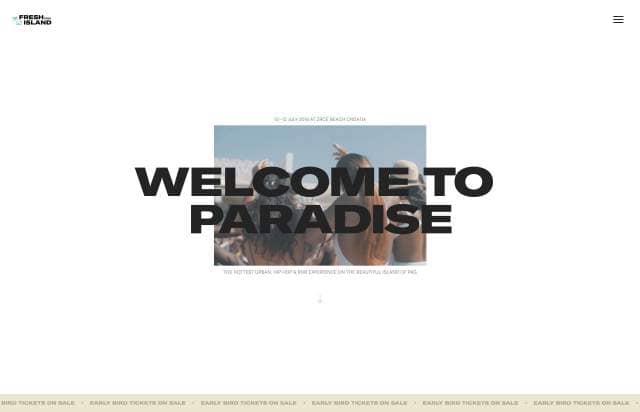 FRESH
ISLAND
10–12 JULY 2019 AT ZRCE BEACH CROATIA
WELCOME TO
PARADISE
THE HOTTEST URBAN, HIP HOP & RNB EXPERIENCE ON THE BEAUTIFUL ISLAND OF PAG.
BIRD TICKETS ON SALE • EARLY BIRD TICKETS ON SALE • EARLY BIRD TICKETS ON SALE • EARLY BIRD TICKETS ON SALE • EARLY BIRD TICKETS ON SALE • EARLY BIRD TICKETS ON SALE •